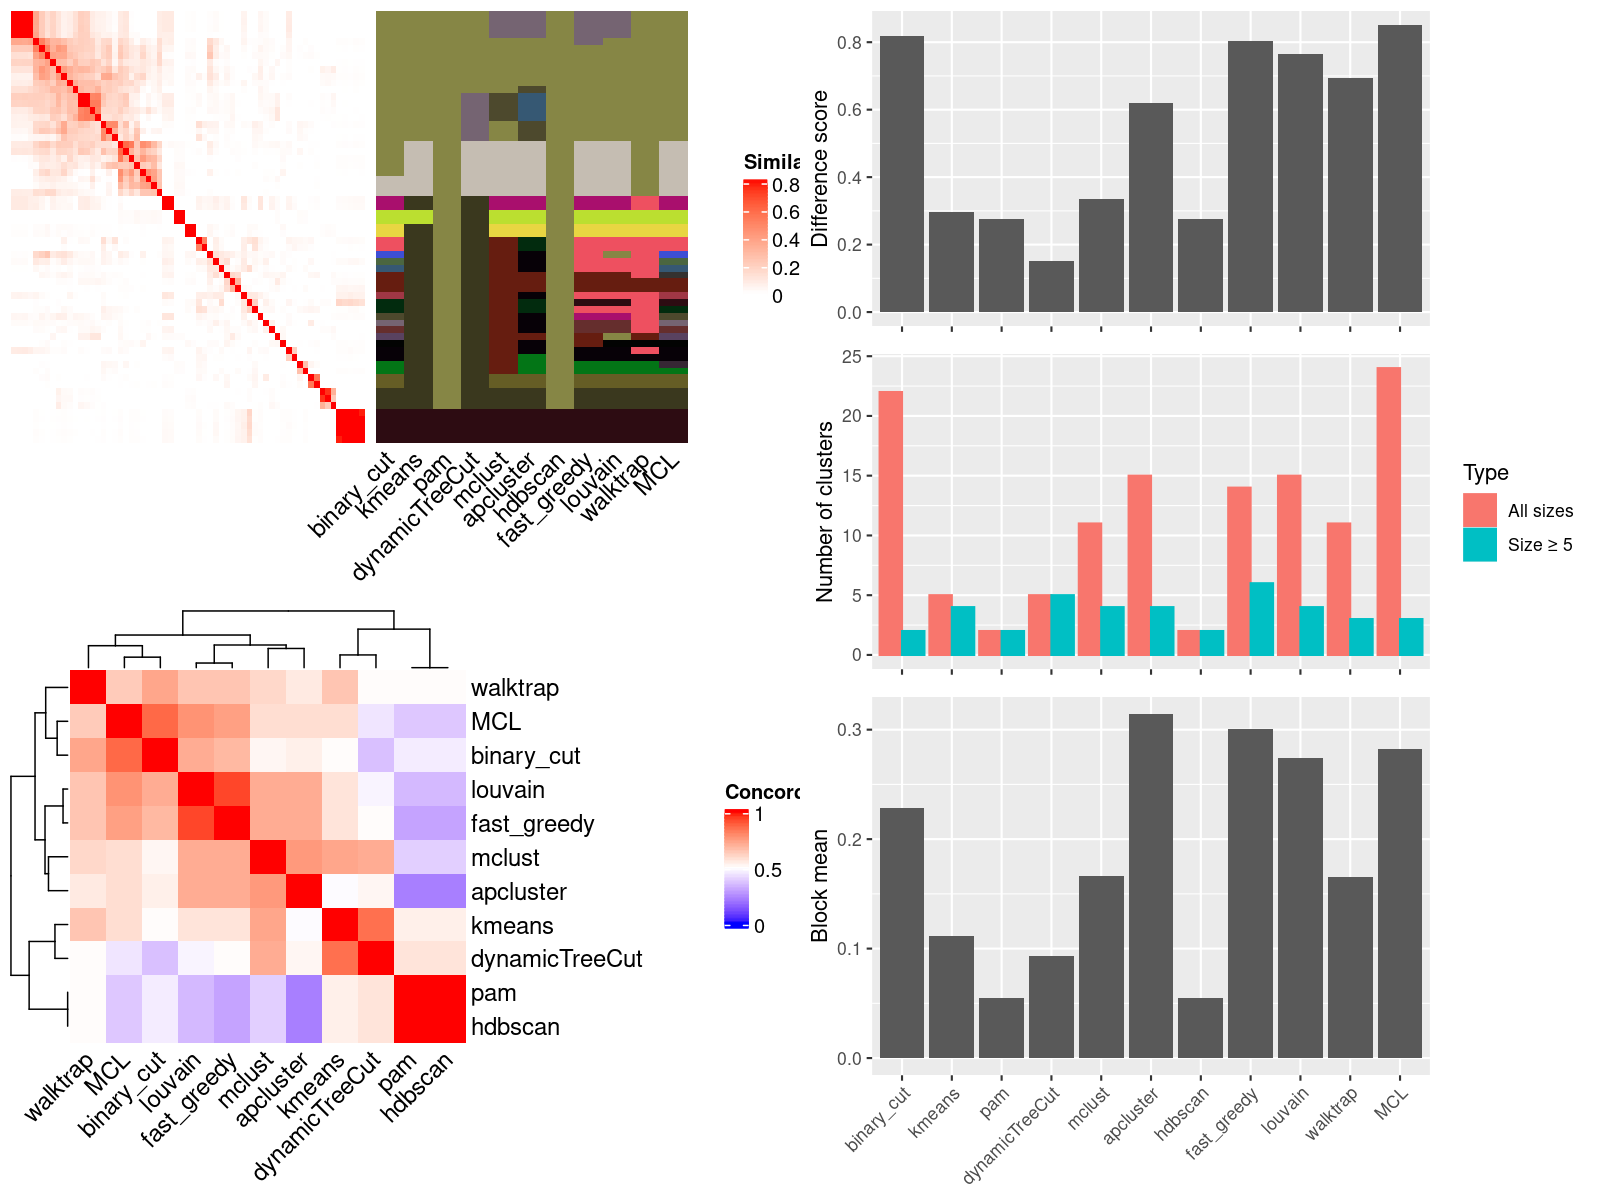 Simila
0.8
0.6
0.4
0.2
0
binary_cut
kmeans
pam
dynamicTreeCut
mclust
apcluster
hdbscan
fast_greedy
louvain
walktrap
MCL
Difference score
0.8
0.6
0.4
0.2
0.0
Number of clusters
25
20
15
10
5
0
Type
All sizes
Size ≥ 5
walktrap
MCL
binary_cut
louvain
fast_greedy
mclust
apcluster
kmeans
dynamicTreeCut
pam
hdbscan
walktrap
MCL
binary_cut
louvain
fast_greedy
mclust
apcluster
kmeans
dynamicTreeCut
pam
hdbscan
Concord
1
0.5
0
Block mean
0.3
0.2
0.1
0.0
binary_cut
kmeans
pam
dynamicTreeCut
mclust
apcluster
hdbscan
fast_greedy
louvain
walktrap
MCL